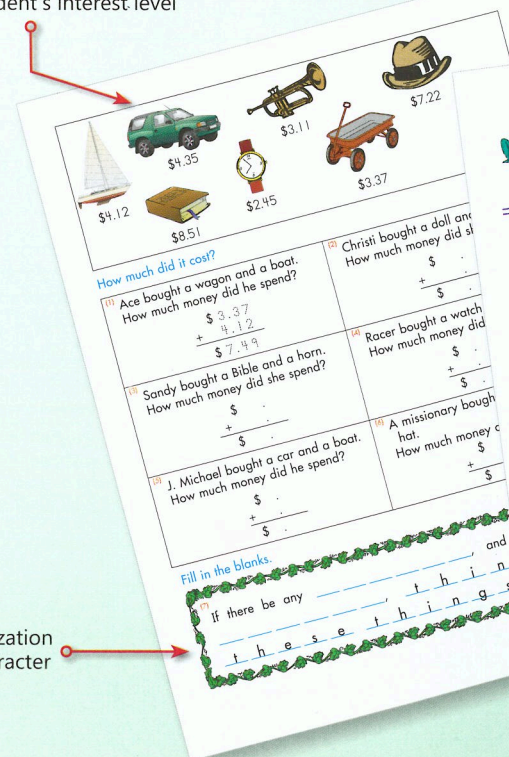 dent's interest level
$4.12
$4.35
$8.51
$3.11
$2.45
$3.37
$7.22
How much did it cost?
(1) Ace bought a wagon and a boat.
How much money did he spend?
$ 3.37
+ 4.12
$ 7.49
(2) Christi bought a doll and
How much money did s
$ .
+
$ .
(3) Sandy bought a Bible and a horn.
How much money did she spend?
$ .
+
$ .
(4) Racer bought a watch
How much money did
$ .
+
$ .
(5) J. Michael bought a car and a boat.
How much money did he spend?
$ .
+ .
$ .
(6) A missionary bough
hat.
How much money
$
+
$
Fill in the blanks.
(7) If there be any _ _ _ _ _ _, and
_ _ _ _ _ _ _, t h i n
t h e s e t h i n g s
zation
racter